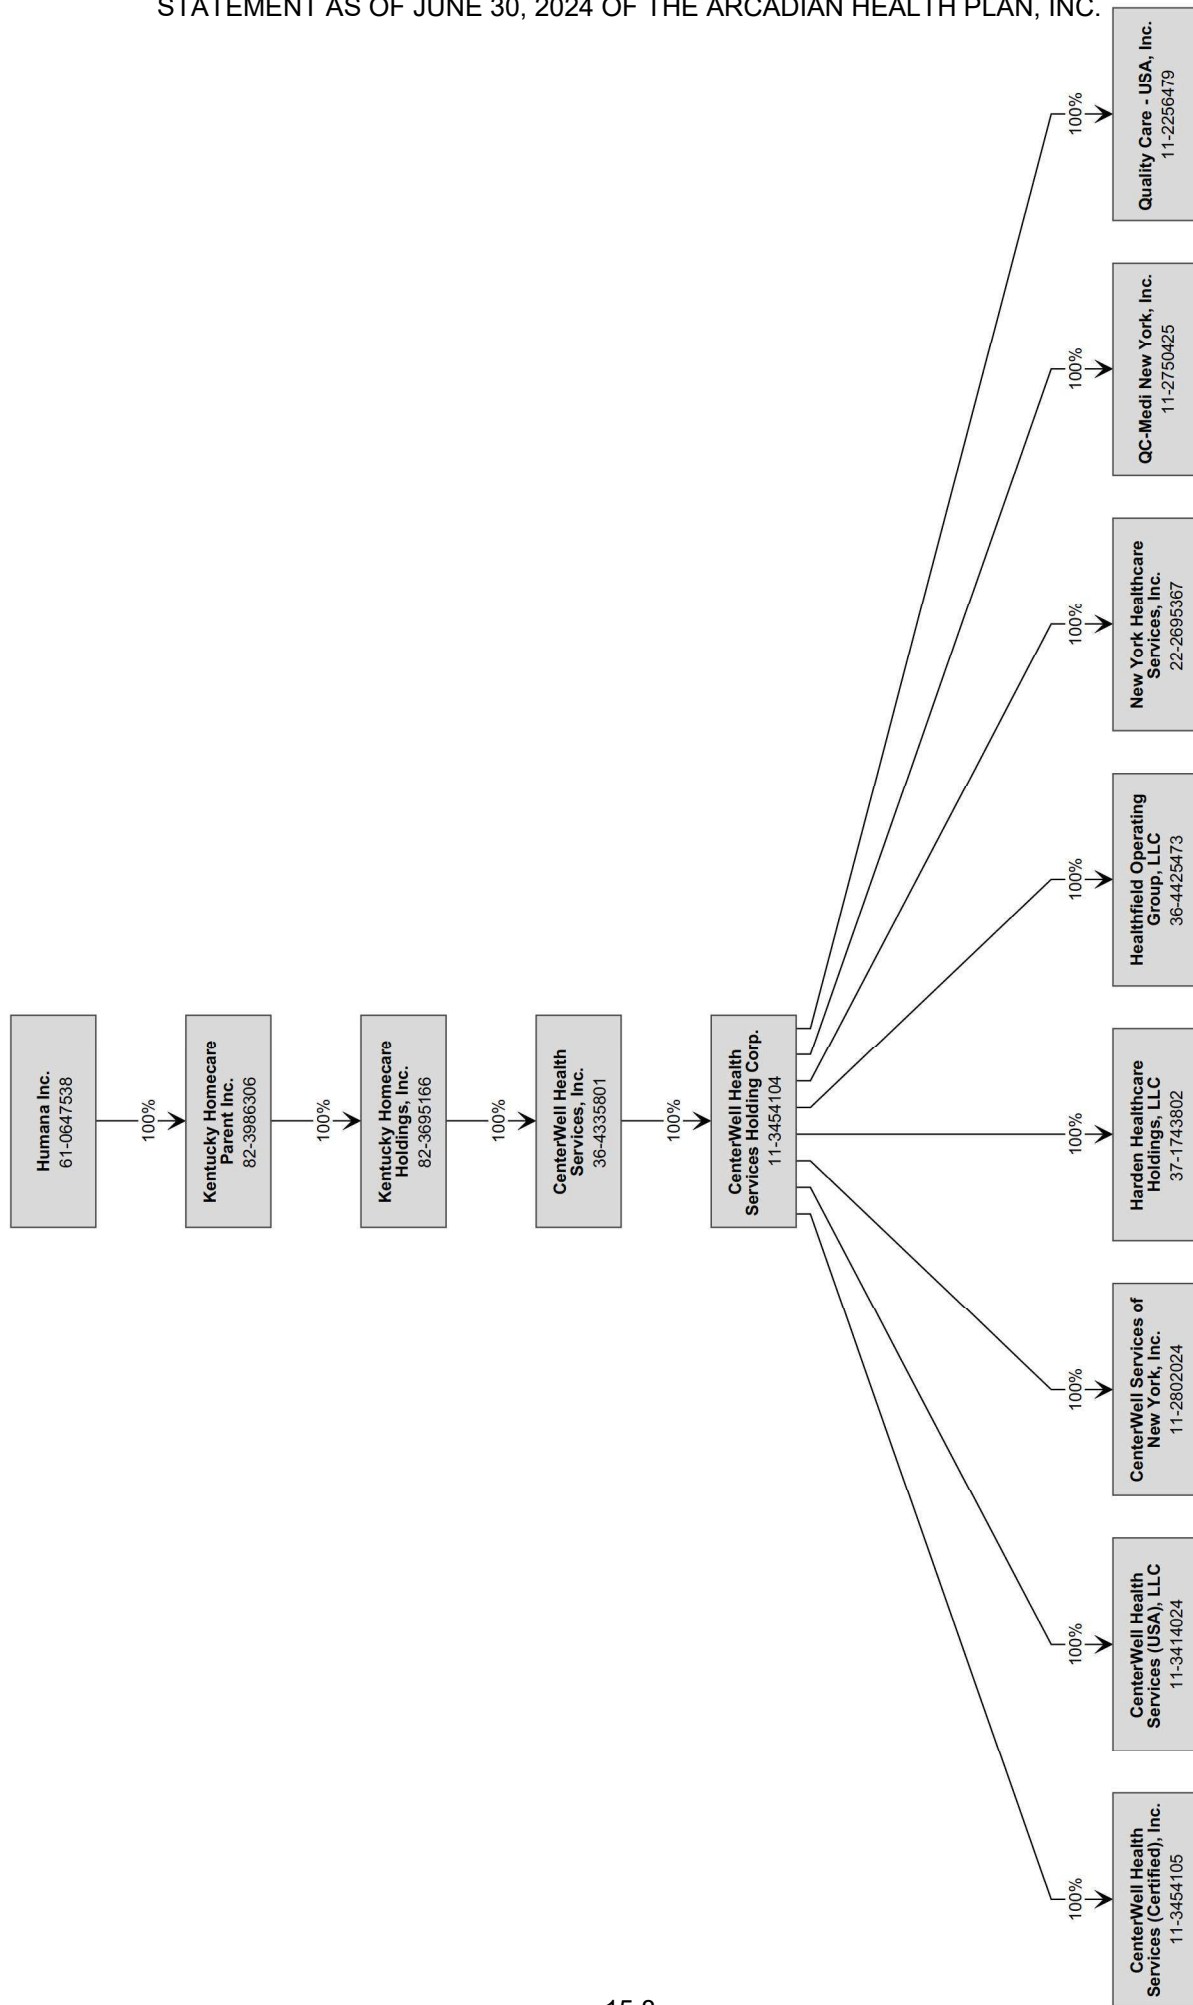 STATEMENT AS OF JUNE 30, 2024 OF THE ARCADIAN HEALTH PLAN, INC.
Humana Inc.
61-0647538
100%
Kentucky Homecare
Parent Inc.
82-3986306
100%
Kentucky Homecare
Holdings, Inc.
82-3695166
100%
CenterWell Health
Services, Inc.
36-4335801
100%
CenterWell Health
Services Holding Corp.
11-3454104
100%
100%
100%
100%
100%
100%
100%
100%
CenterWell Health
Services (Certified), Inc.
11-3454105
CenterWell Health
Services (USA), LLC
11-3414024
CenterWell Services of
New York, Inc.
11-2802024
Harden Healthcare
Holdings, LLC
37-1743802
Healthfield Operating
Group, LLC
36-4425473
New York Healthcare
Services, Inc.
22-2695367
QC-Medi New York, Inc.
11-2750425
Quality Care - USA, Inc.
11-2256479